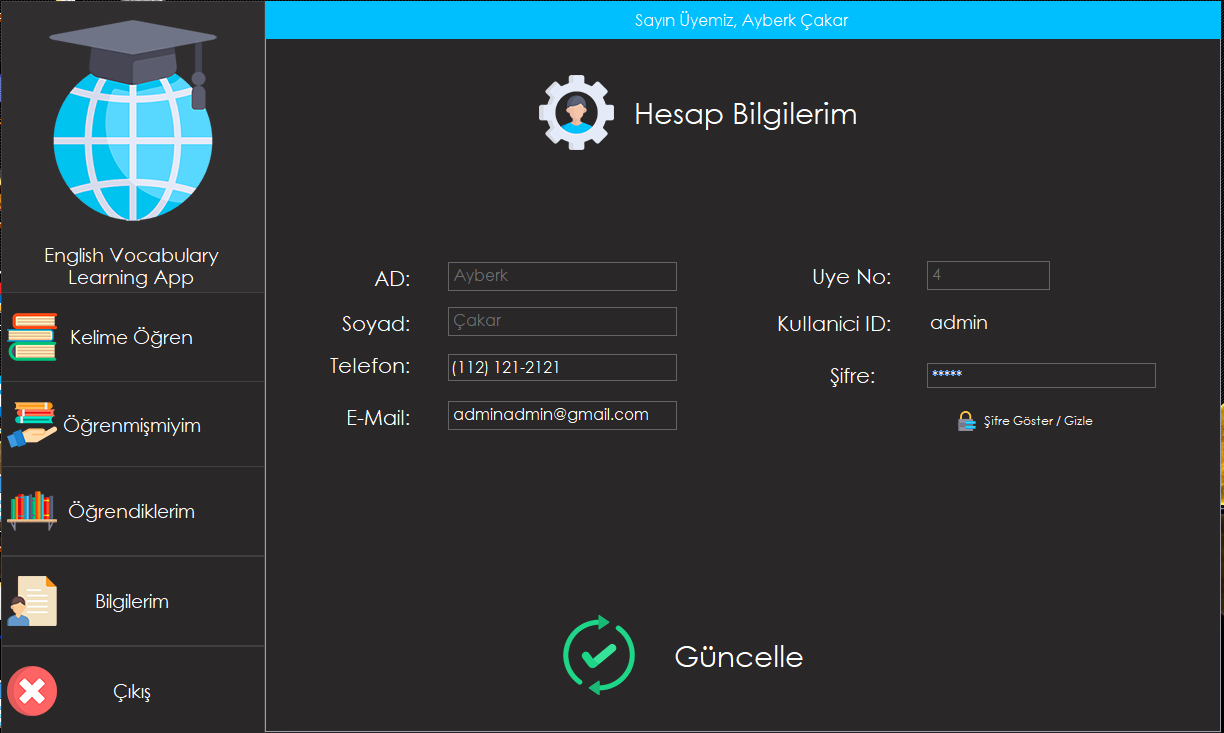 Sayın Üyemiz, Ayberk Çakar
English Vocabulary
Learning App
Kelime Öğren
Öğrenmişmiyim
Öğrendiklerim
Bilgilerim
Çıkış
Hesap Bilgilerim
AD: Ayberk
Soyad: Çakar
Telefon: (112) 121-2121
E-Mail: adminadmin@gmail.com
Uye No: 4
Kullanici ID: admin
Şifre: *****
Şifre Göster / Gizle
Güncelle